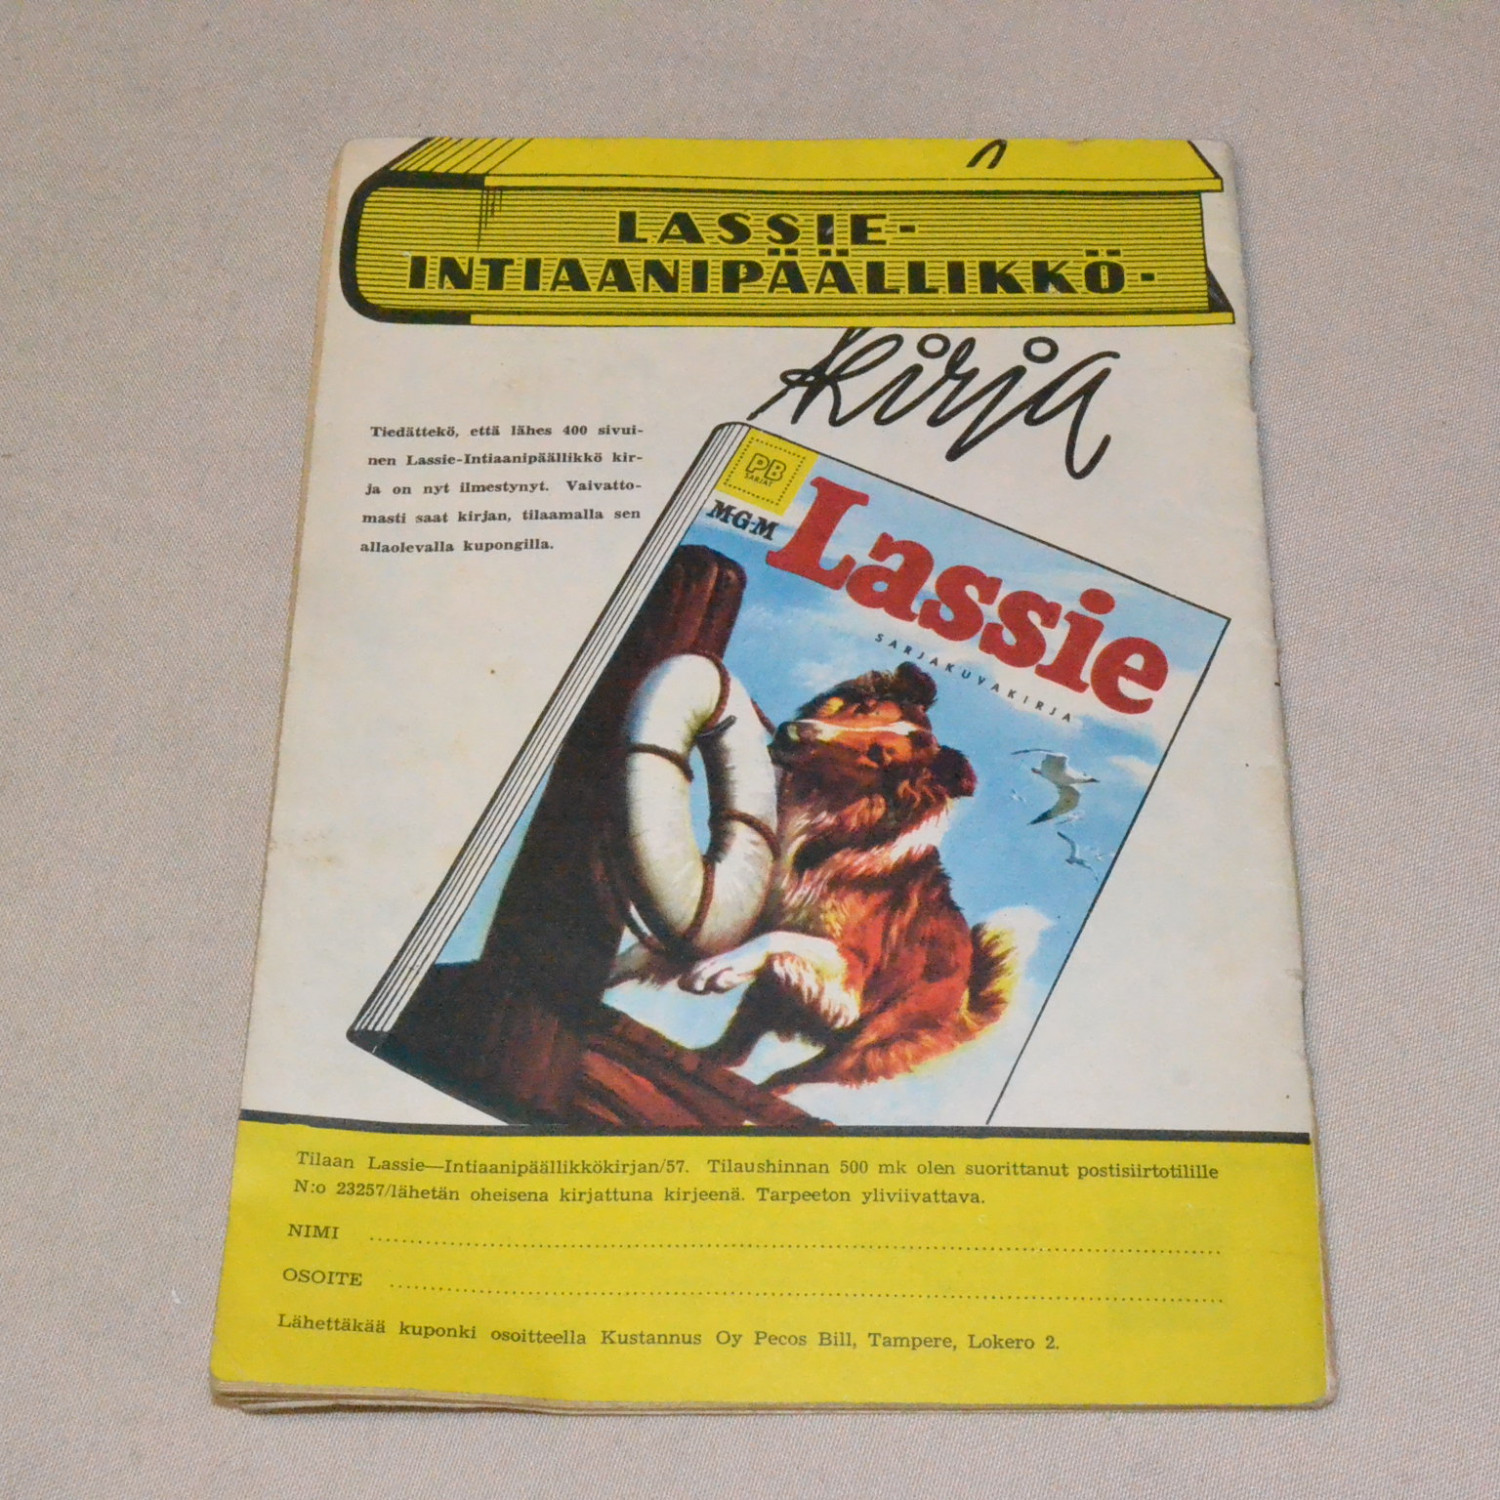 LASSIE-
INTIAANIPÄÄLLIKKÖ-
kirja
Tiedättekö, että lähes 400 sivui-
nen Lassie-Intiaanipäällikkö kir-
ja on nyt ilmestynyt. Vaivatto-
masti saat kirjan, tilaamalla sen
allaolevalla kupongilla.
PB
SARJAT
M-G-M
Lassie
SARJAKUVAKIRJA
Tilaan Lassie—Intiaanipäällikkökirjan/57. Tilaushinnan 500 mk olen suorittanut postisiirtotilille
N:o 23257/lähetän oheisena kirjattuna kirjeenä. Tarpeeton yliviivattava.
NIMI
OSOITE
Lähettäkää kuponki osoitteella Kustannus Oy Pecos Bill, Tampere, Lokero 2.